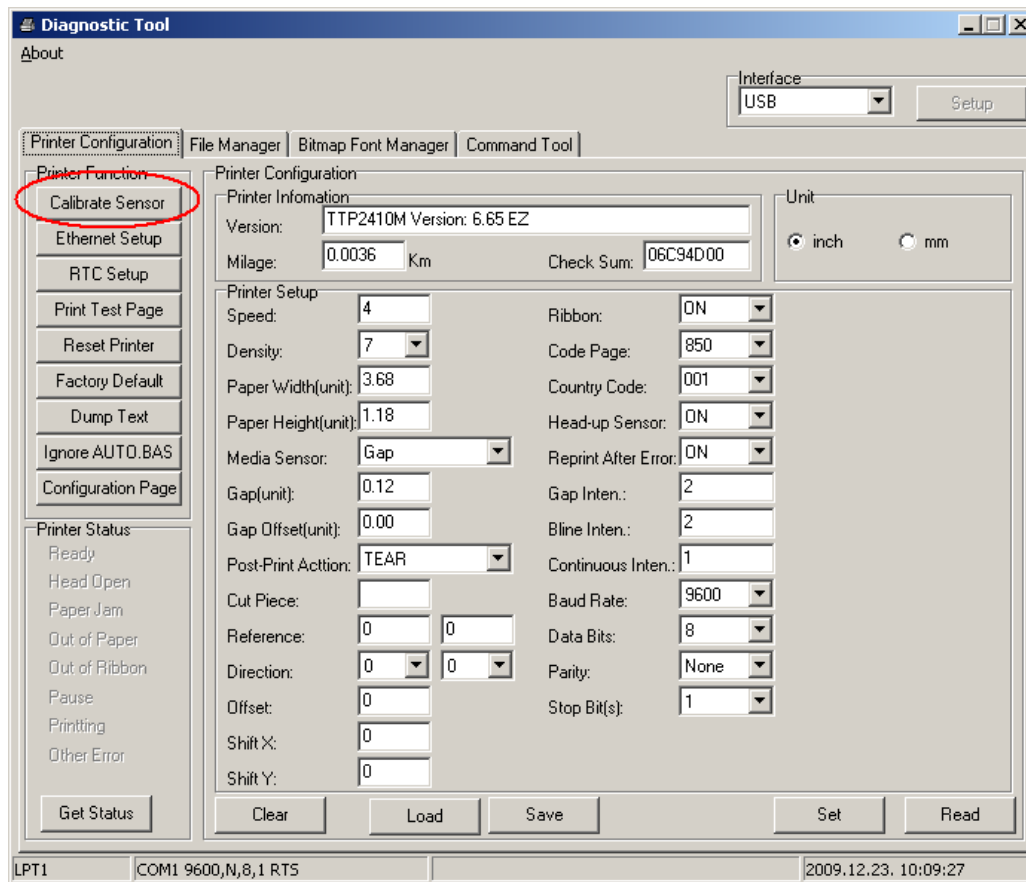 Diagnostic Tool
About
Interface
USB
Setup
Printer Configuration
File Manager
Bitmap Font Manager
Command Tool
Printer Function
Calibrate Sensor
Ethernet Setup
RTC Setup
Print Test Page
Reset Printer
Factory Default
Dump Text
Ignore AUTO.BAS
Configuration Page
Printer Status
Ready
Head Open
Paper Jam
Out of Paper
Out of Ribbon
Pause
Printting
Other Error
Get Status
Printer Configuration
Printer Infomation
Version: TTP2410M Version: 6.65 EZ
Milage: 0.0036 Km
Check Sum: 06C94D00
Unit
inch
mm
Printer Setup
Speed: 4
Density: 7
Paper Width(unit): 3.68
Paper Height(unit): 1.18
Media Sensor: Gap
Gap(unit): 0.12
Gap Offset(unit): 0.00
Post-Print Acttion: TEAR
Cut Piece:
Reference: 0 0
Direction: 0 0
Offset: 0
Shift X: 0
Shift Y: 0
Ribbon: ON
Code Page: 850
Country Code: 001
Head-up Sensor: ON
Reprint After Error: ON
Gap Inten.: 2
Bline Inten.: 2
Continuous Inten.: 1
Baud Rate: 9600
Data Bits: 8
Parity: None
Stop Bit(s): 1
Clear
Load
Save
Set
Read
LPT1
COM1 9600,N,8,1 RTS
2009.12.23. 10:09:27